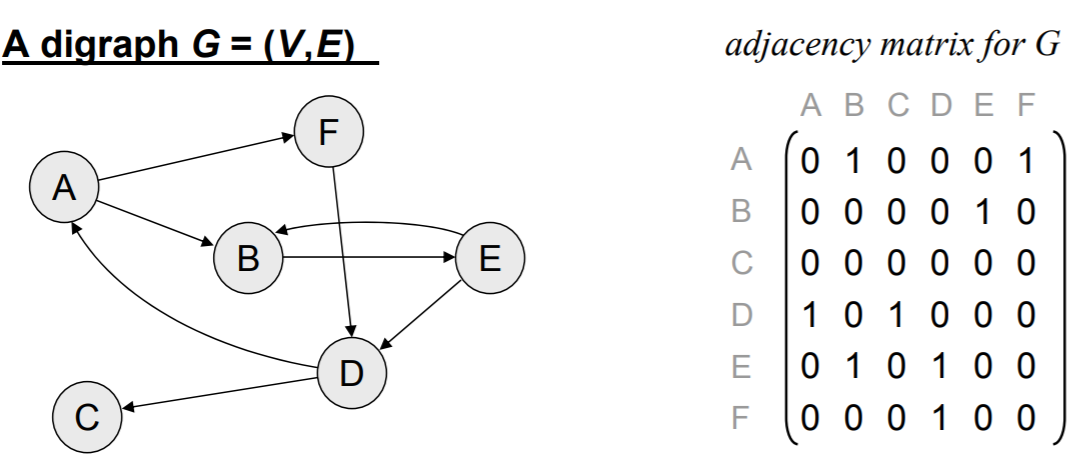 A digraph G = (V,E)
adjacency matrix for G
A B C D E F
A 0 1 0 0 0 1
B 0 0 0 0 1 0
C 0 0 0 0 0 0
D 1 0 1 0 0 0
E 0 1 0 1 0 0
F 0 0 0 1 0 0
F
A
B
E
D
C